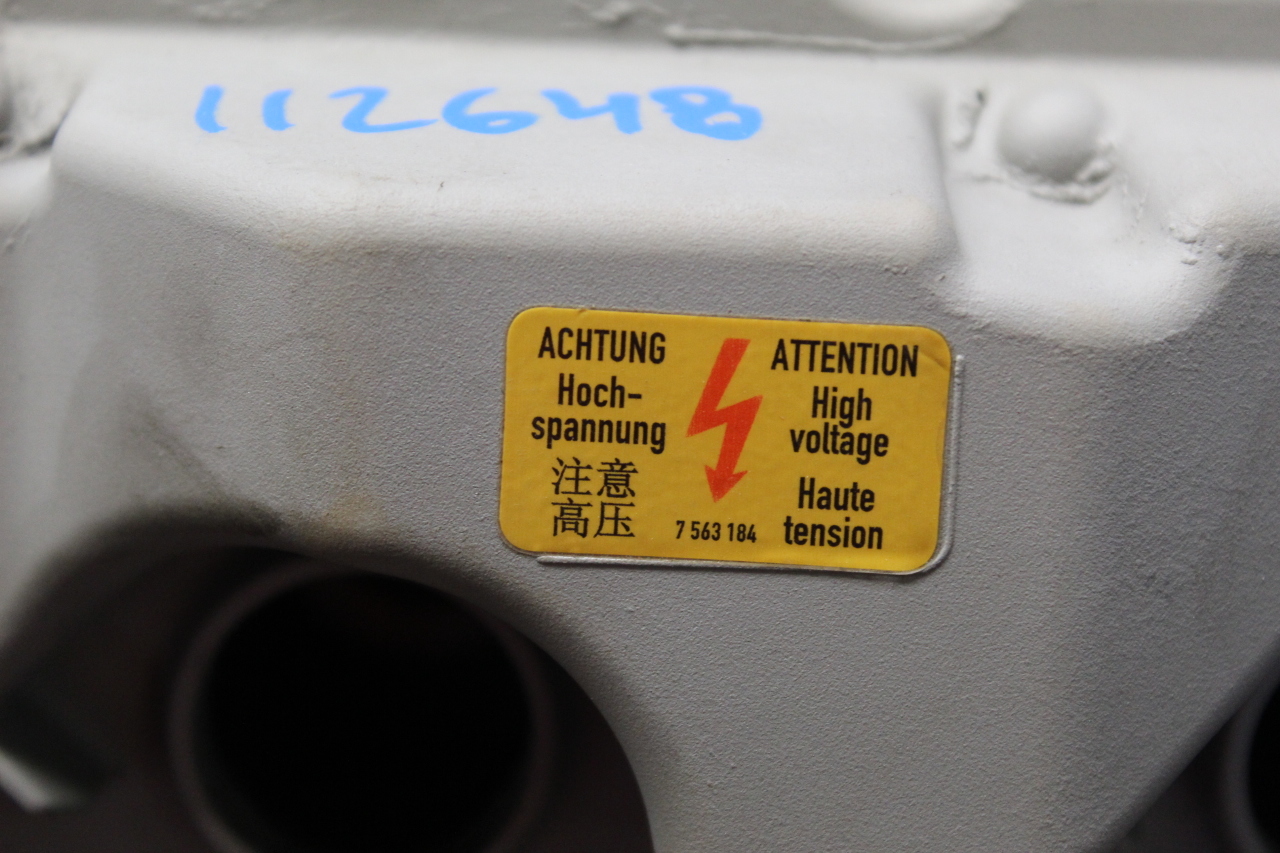 112648
ACHTUNG
Hoch-
spannung
注意
高压
7 563 184
ATTENTION
High
voltage
Haute
tension